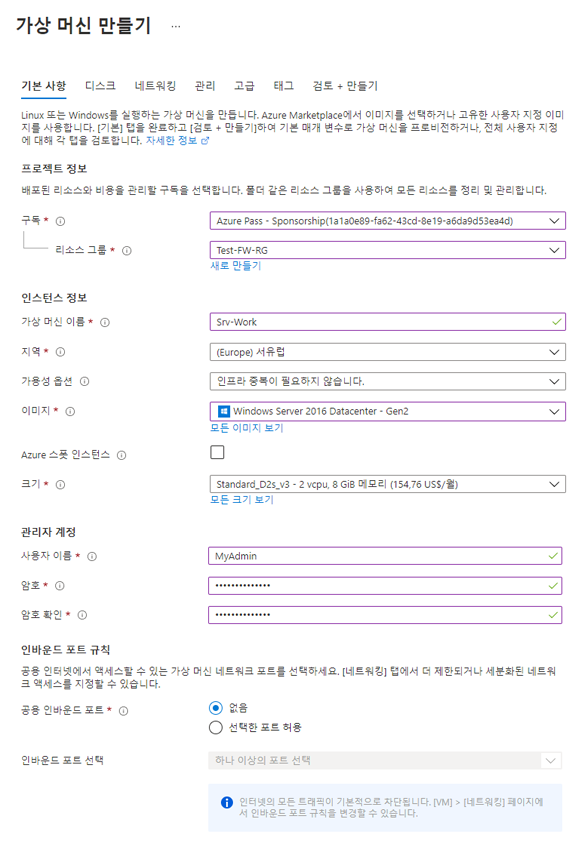 가상 머신 만들기 ...
기본 사항 디스크 네트워킹 관리 고급 태그 검토 + 만들기
Linux 또는 Windows를 실행하는 가상 머신을 만듭니다. Azure Marketplace에서 이미지를 선택하거나 고유한 사용자 지정 이미
지를 사용합니다. [기본] 탭을 완료하고 [검토 + 만들기]하여 기본 매개 변수로 가상 머신을 프로비전하거나, 전체 사용자 지정
에 대해 각 탭을 검토합니다. 자세한 정보
프로젝트 정보
배포된 리소스와 비용을 관리할 구독을 선택합니다. 폴더 같은 리소스 그룹을 사용하여 모든 리소스를 정리 및 관리합니다.
구독 * Azure Pass - Sponsorship(1a1a0e89-fa62-43cd-8e19-a6da9d53ea4d)
리소스 그룹 * Test-FW-RG
새로 만들기
인스턴스 정보
가상 머신 이름 * Srv-Work
지역 * (Europe) 서유럽
가용성 옵션 인프라 중복이 필요하지 않습니다.
이미지 * Windows Server 2016 Datacenter - Gen2
모든 이미지 보기
Azure 스폿 인스턴스
크기 * Standard_D2s_v3 - 2 vcpu, 8 GiB 메모리 (154,76 US$/월)
모든 크기 보기
관리자 계정
사용자 이름 * MyAdmin
암호 * ••••••••••••••
암호 확인 * ••••••••••••••
인바운드 포트 규칙
공용 인터넷에서 액세스할 수 있는 가상 머신 네트워크 포트를 선택하세요. [네트워킹] 탭에서 더 제한되거나 세분화된 네트워
크 액세스를 지정할 수 있습니다.
공용 인바운드 포트 * 없음
선택한 포트 허용
인바운드 포트 선택 하나 이상의 포트 선택
인터넷의 모든 트래픽이 기본적으로 차단됩니다. [VM] > [네트워킹] 페이지에
서 인바운드 포트 규칙을 변경할 수 있습니다.